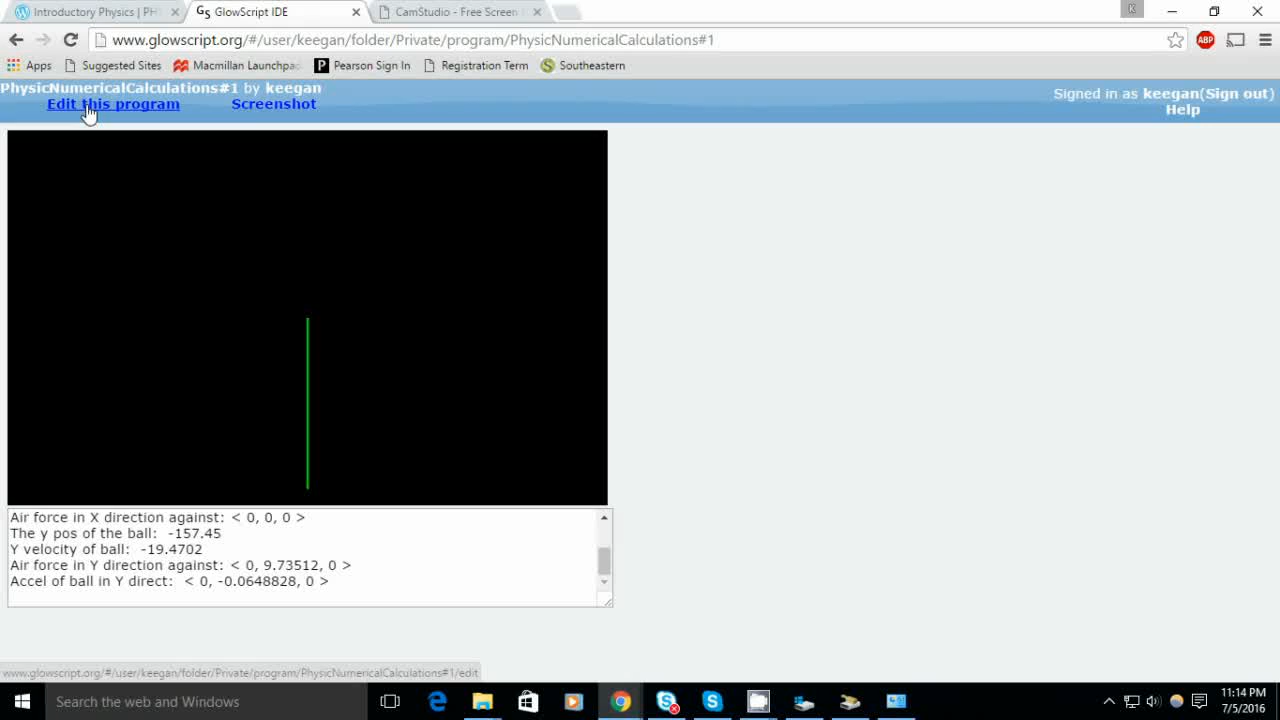 Introductory Physics | PH
GlowScript IDE
CamStudio - Free Screen
www.glowscript.org/#/user/keegan/folder/Private/program/PhysicNumericalCalculations#1
ABP
Apps Suggested Sites Macmillan Launchpad Pearson Sign In Registration Term Southeastern
PhysicNumericalCalculations#1 by keegan
Edit this program Screenshot
Signed in as keegan(Sign out)
Help
Air force in X direction against: < 0, 0, 0 >
The y pos of the ball: -157.45
Y velocity of ball: -19.4702
Air force in Y direction against: < 0, 9.73512, 0 >
Accel of ball in Y direct: < 0, -0.0648828, 0 >
www.glowscript.org/#/user/keegan/folder/Private/program/PhysicNumericalCalculations#1/edit
Search the web and Windows
11:14 PM
7/5/2016